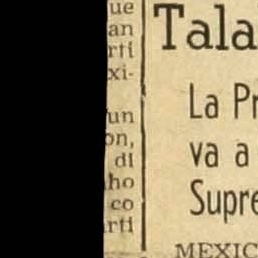 ue
an
rti
xi-
un
on,
di
ho
co
rti
Tala
La Pr
va a
Supre
MEXIC